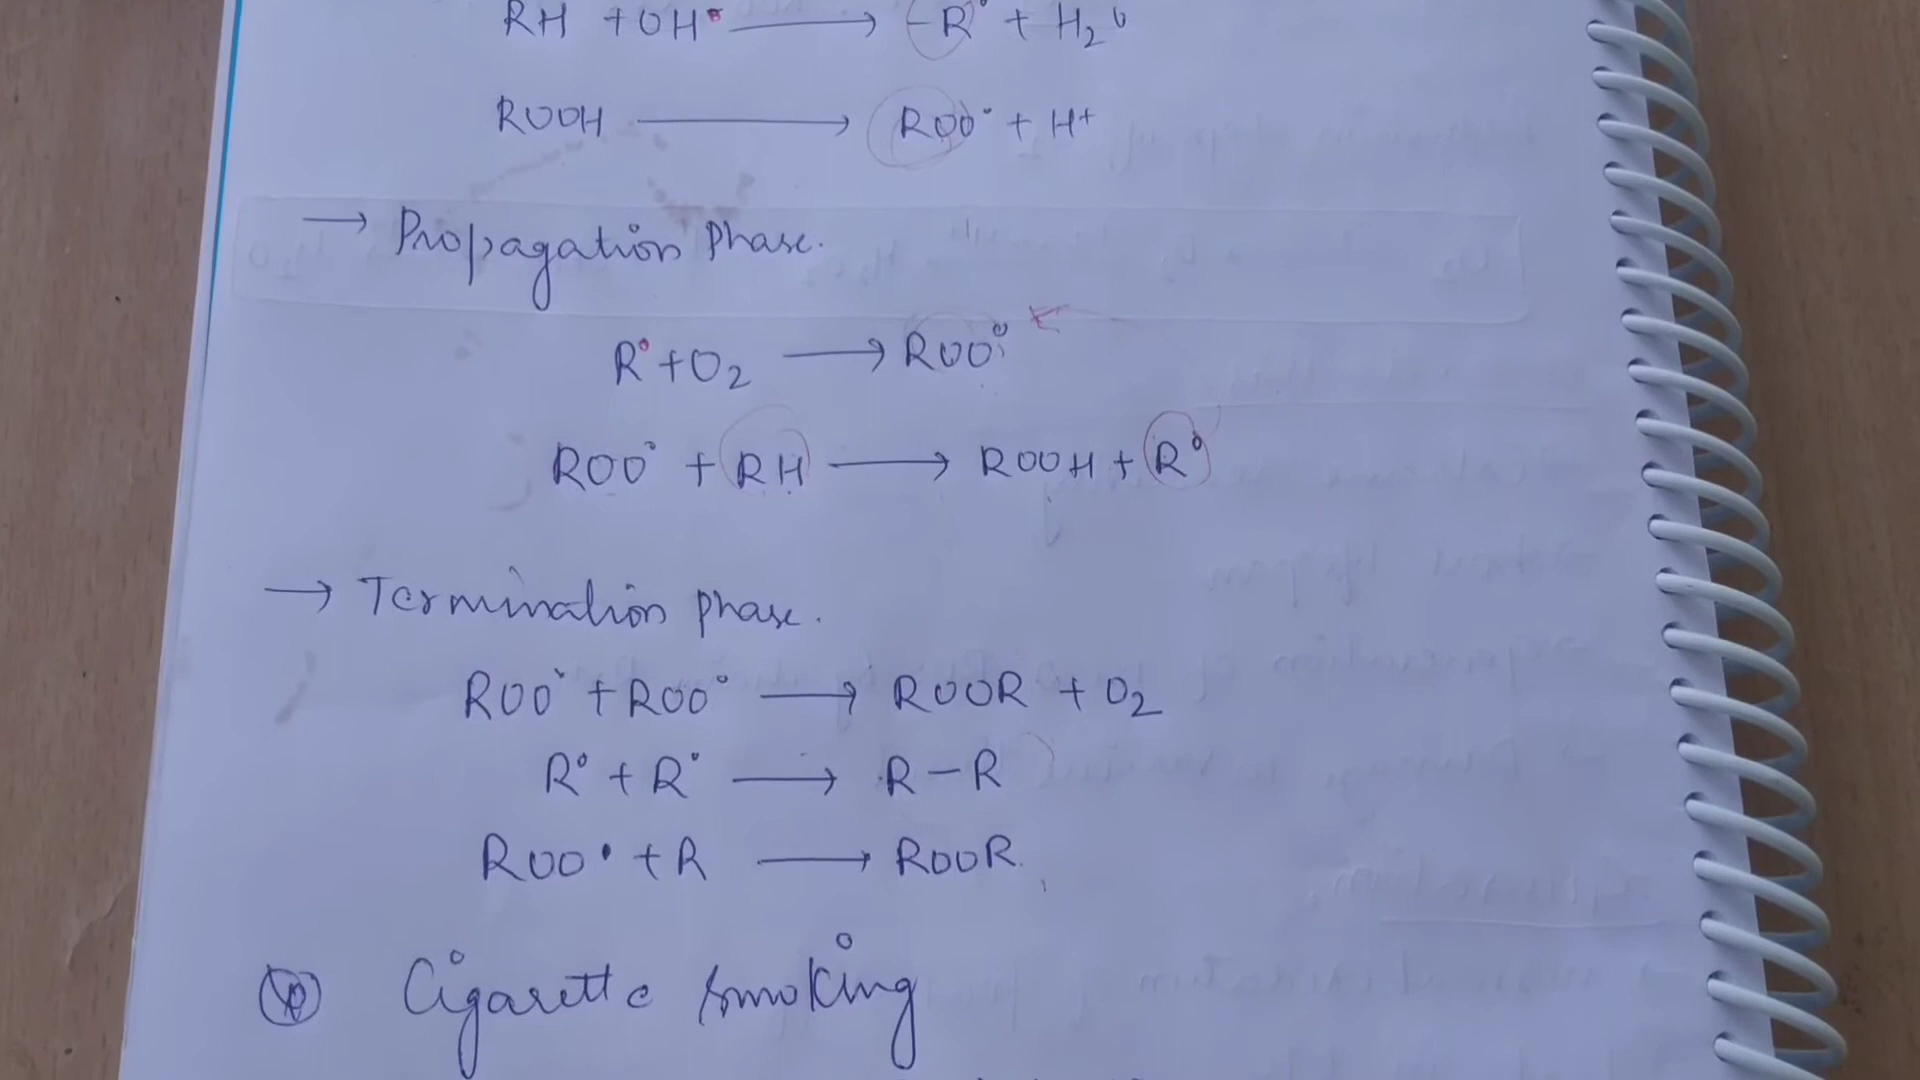 RH + OH• ⟶ R• + H₂O
ROOH ⟶ ROO• + H+
→ Propagation Phase.
R• + O₂ ⟶ ROO•
ROO• + RH ⟶ ROOH + R•
→ Termination phase.
ROO• + ROO• ⟶ ROOR + O₂
R• + R• ⟶ R–R
ROO• + R ⟶ ROOR.
Cigarette smoking